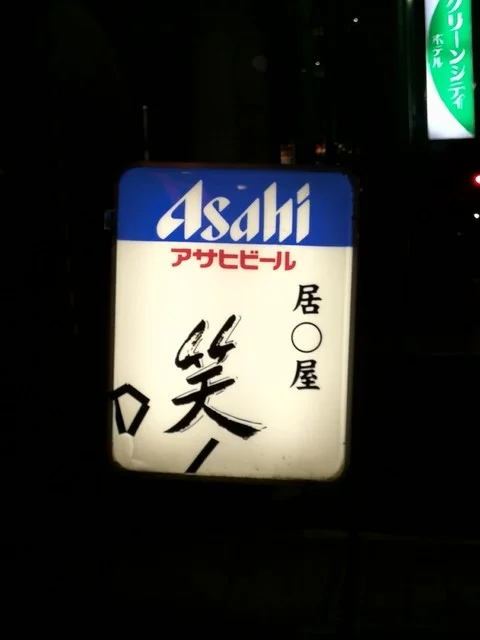 Asahi
アサヒビール
居○屋
笑
グリーンシティ
ホテル